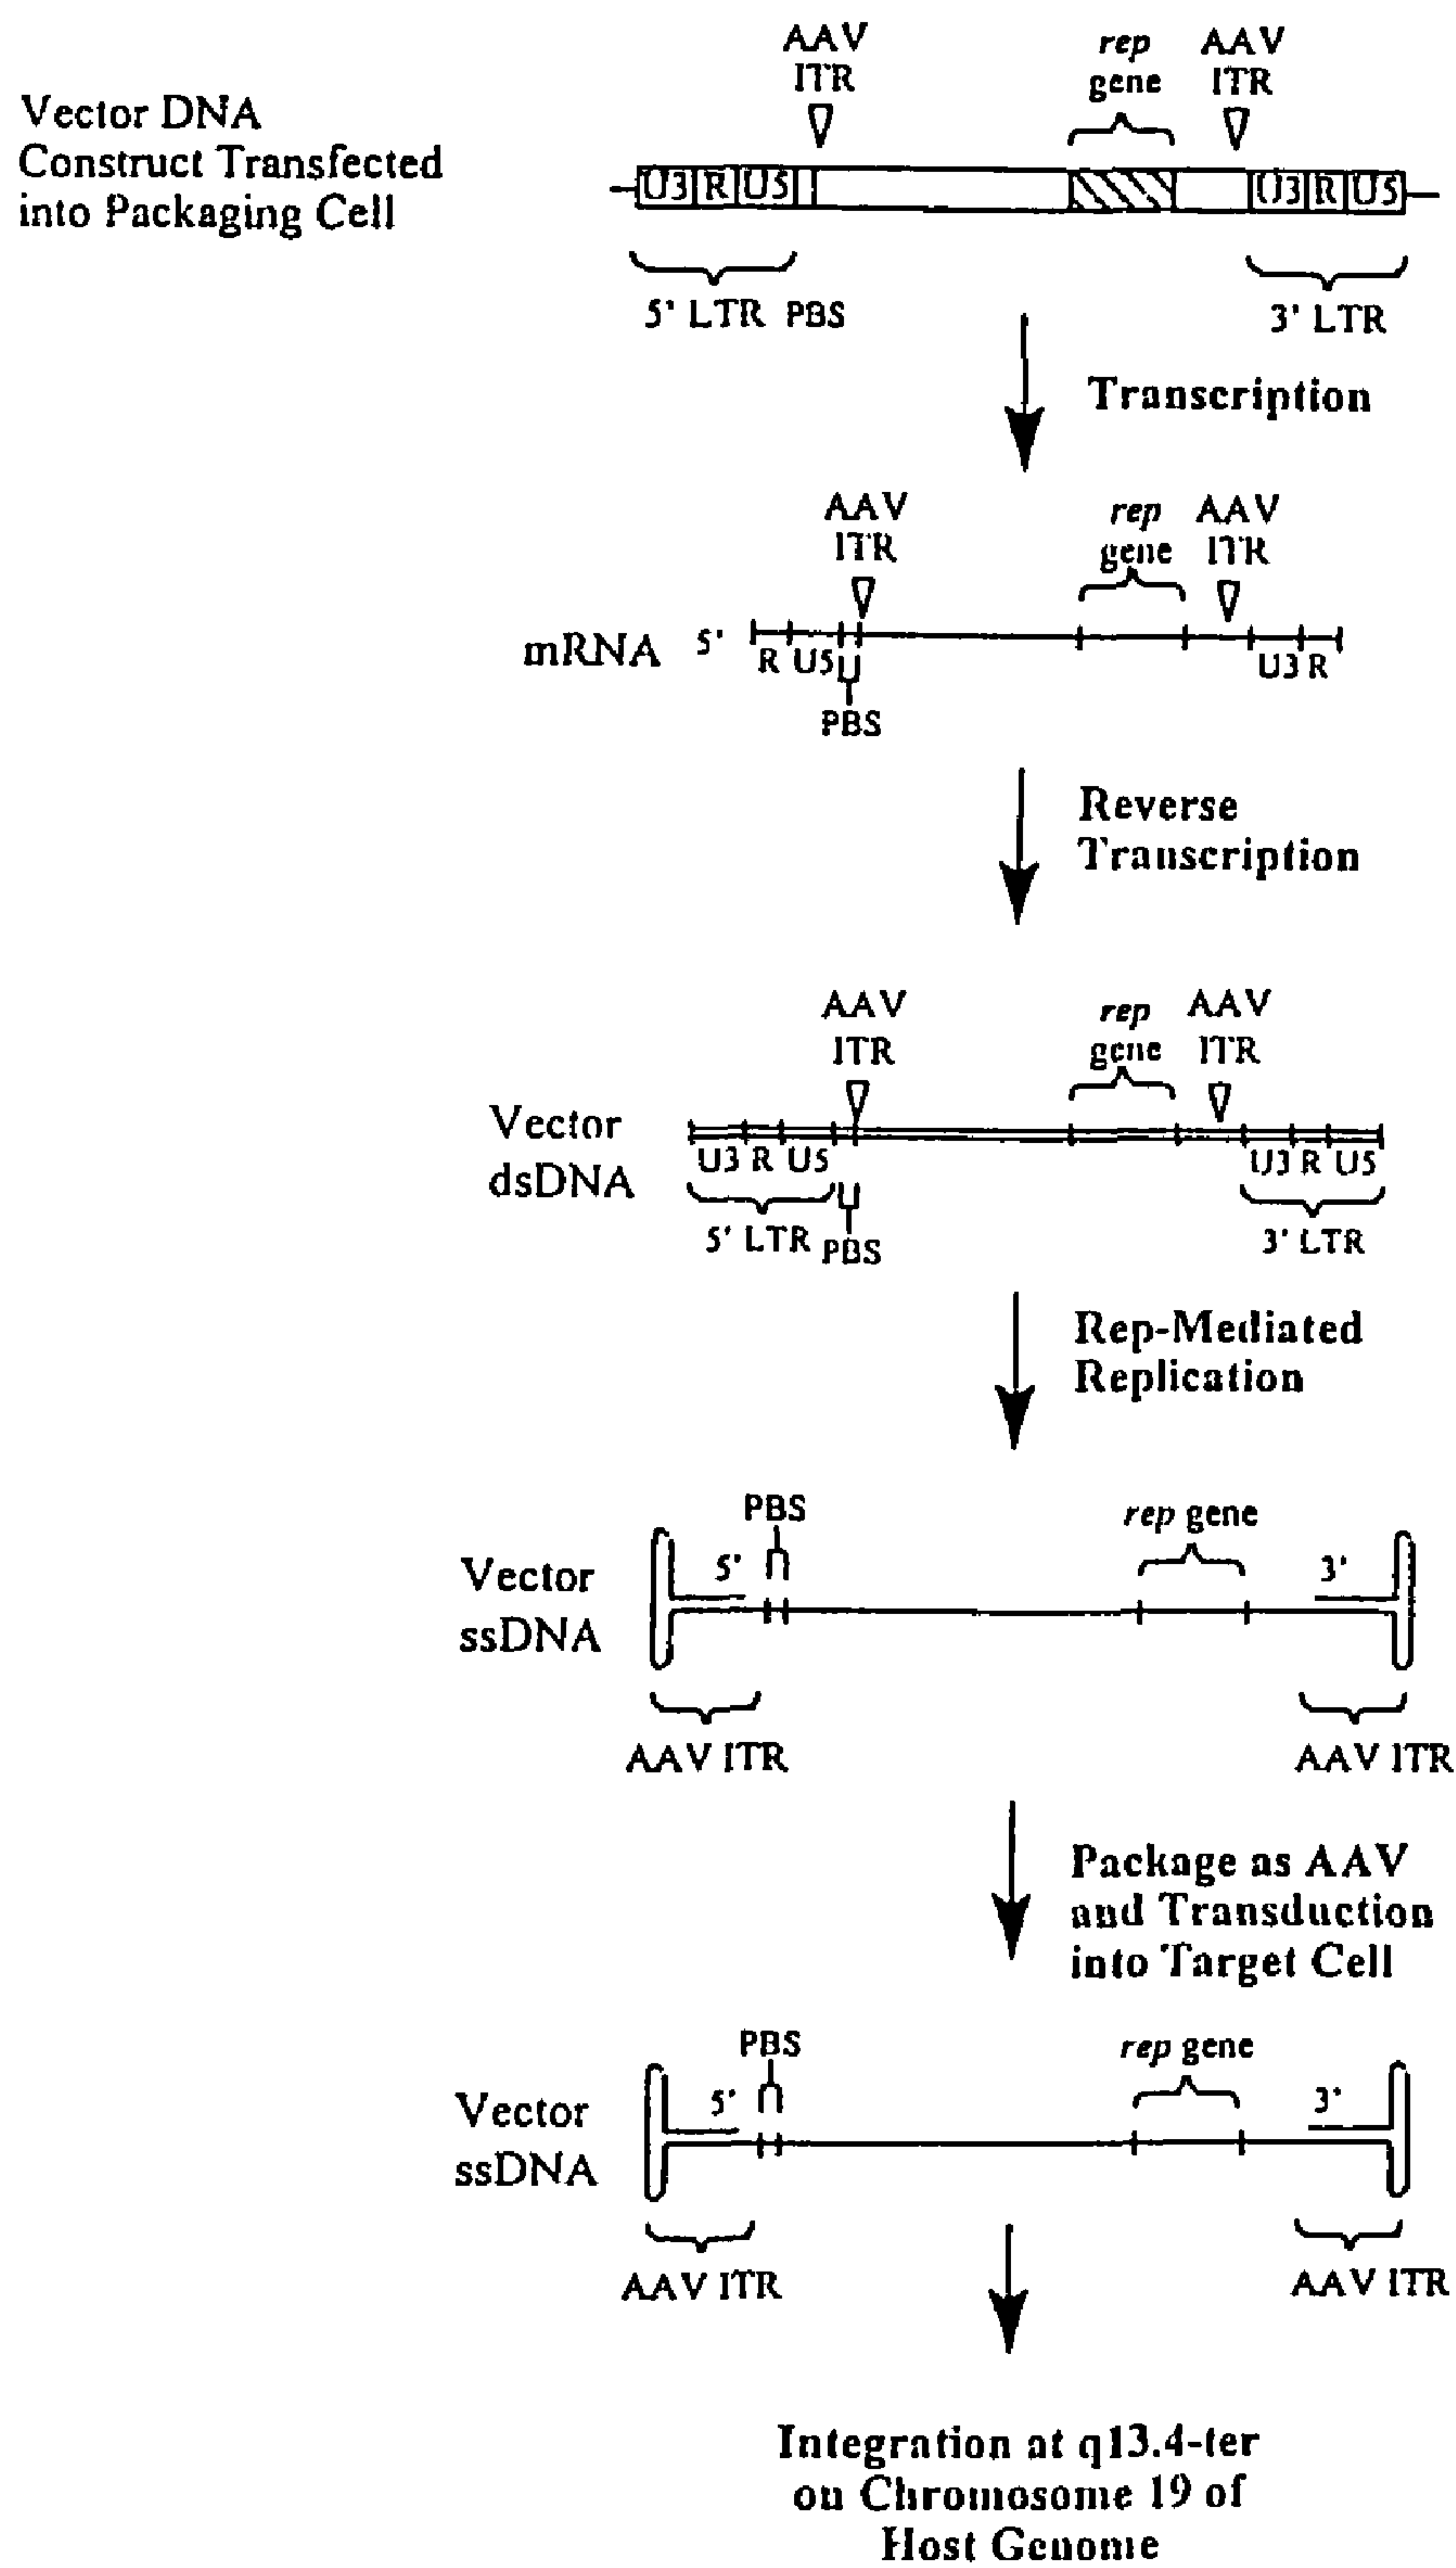 Vector DNA
Construct Transfected
into Packaging Cell
AAV
ITR
rep
gene
AAV
ITR
U3 R U5
U3 R U5
5' LTR PBS
3' LTR
Transcription
AAV
ITR
rep
gene
AAV
ITR
mRNA 5'
R U5
U3 R
PBS
Reverse
Transcription
AAV
ITR
rep
gene
AAV
ITR
Vector
dsDNA
U3 R U5
U3 R U5
5' LTR PBS
3' LTR
Rep-Mediated
Replication
PBS
rep gene
Vector
ssDNA
5'
3'
AAV ITR
AAV ITR
Package as AAV
and Transduction
into Target Cell
PBS
rep gene
Vector
ssDNA
5'
3'
AAV ITR
AAV ITR
Integration at q13.4-ter
on Chromosome 19 of
Host Genome